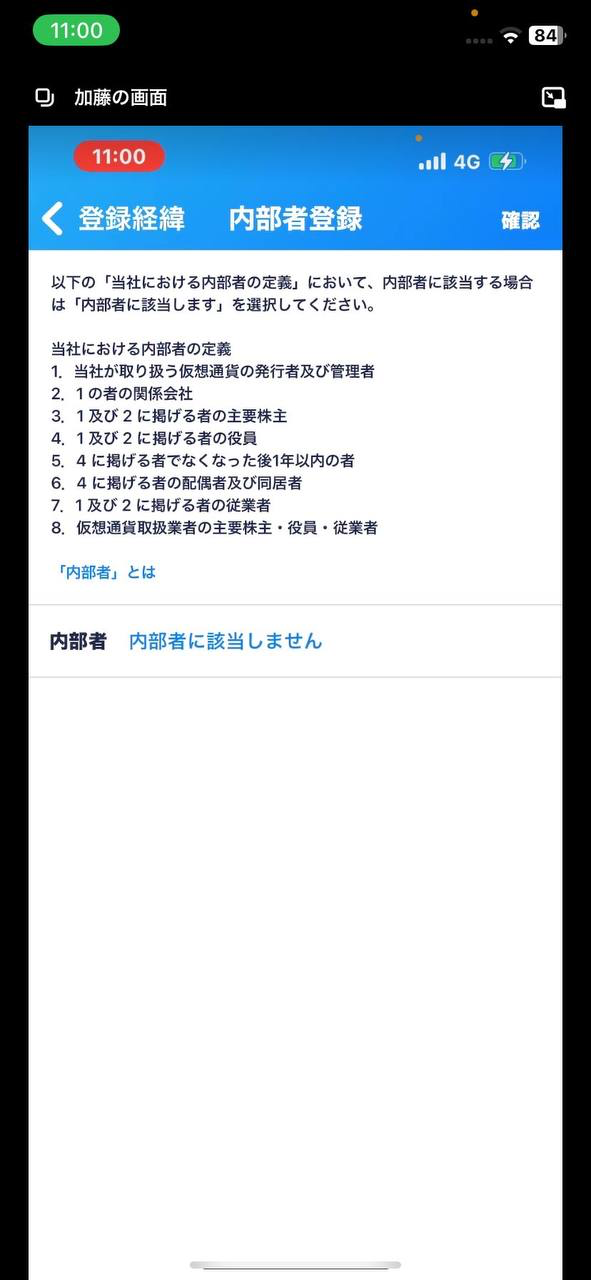 11:00
84
加藤の画面
11:00
4G
登録経緯 内部者登録 確認
以下の「当社における内部者の定義」において、内部者に該当する場合
は「内部者に該当します」を選択してください。
当社における内部者の定義
1．当社が取り扱う仮想通貨の発行者及び管理者
2．1 の者の関係会社
3．1 及び 2 に掲げる者の主要株主
4．1 及び 2 に掲げる者の役員
5．4 に掲げる者でなくなった後1年以内の者
6．4 に掲げる者の配偶者及び同居者
7．1 及び 2 に掲げる者の従業者
8．仮想通貨取扱業者の主要株主・役員・従業者
「内部者」とは
内部者 内部者に該当しません